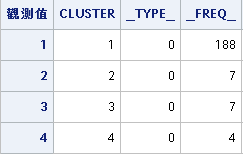 觀測值 CLUSTER _TYPE_ _FREQ_
1 1 0 188
2 2 0 7
3 3 0 7
4 4 0 4